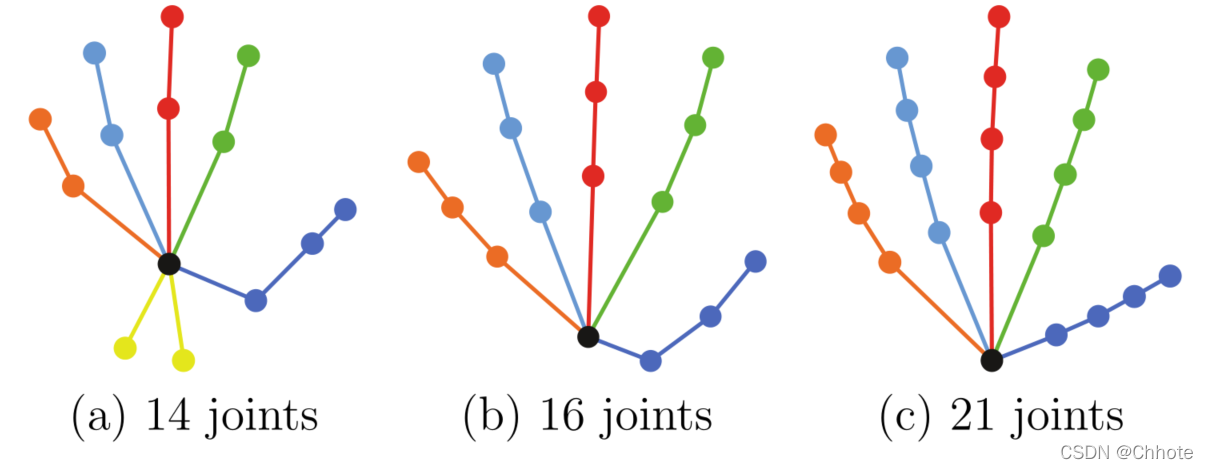 (a) 14 joints
(b) 16 joints
(c) 21 joints
CSDN @Chhote